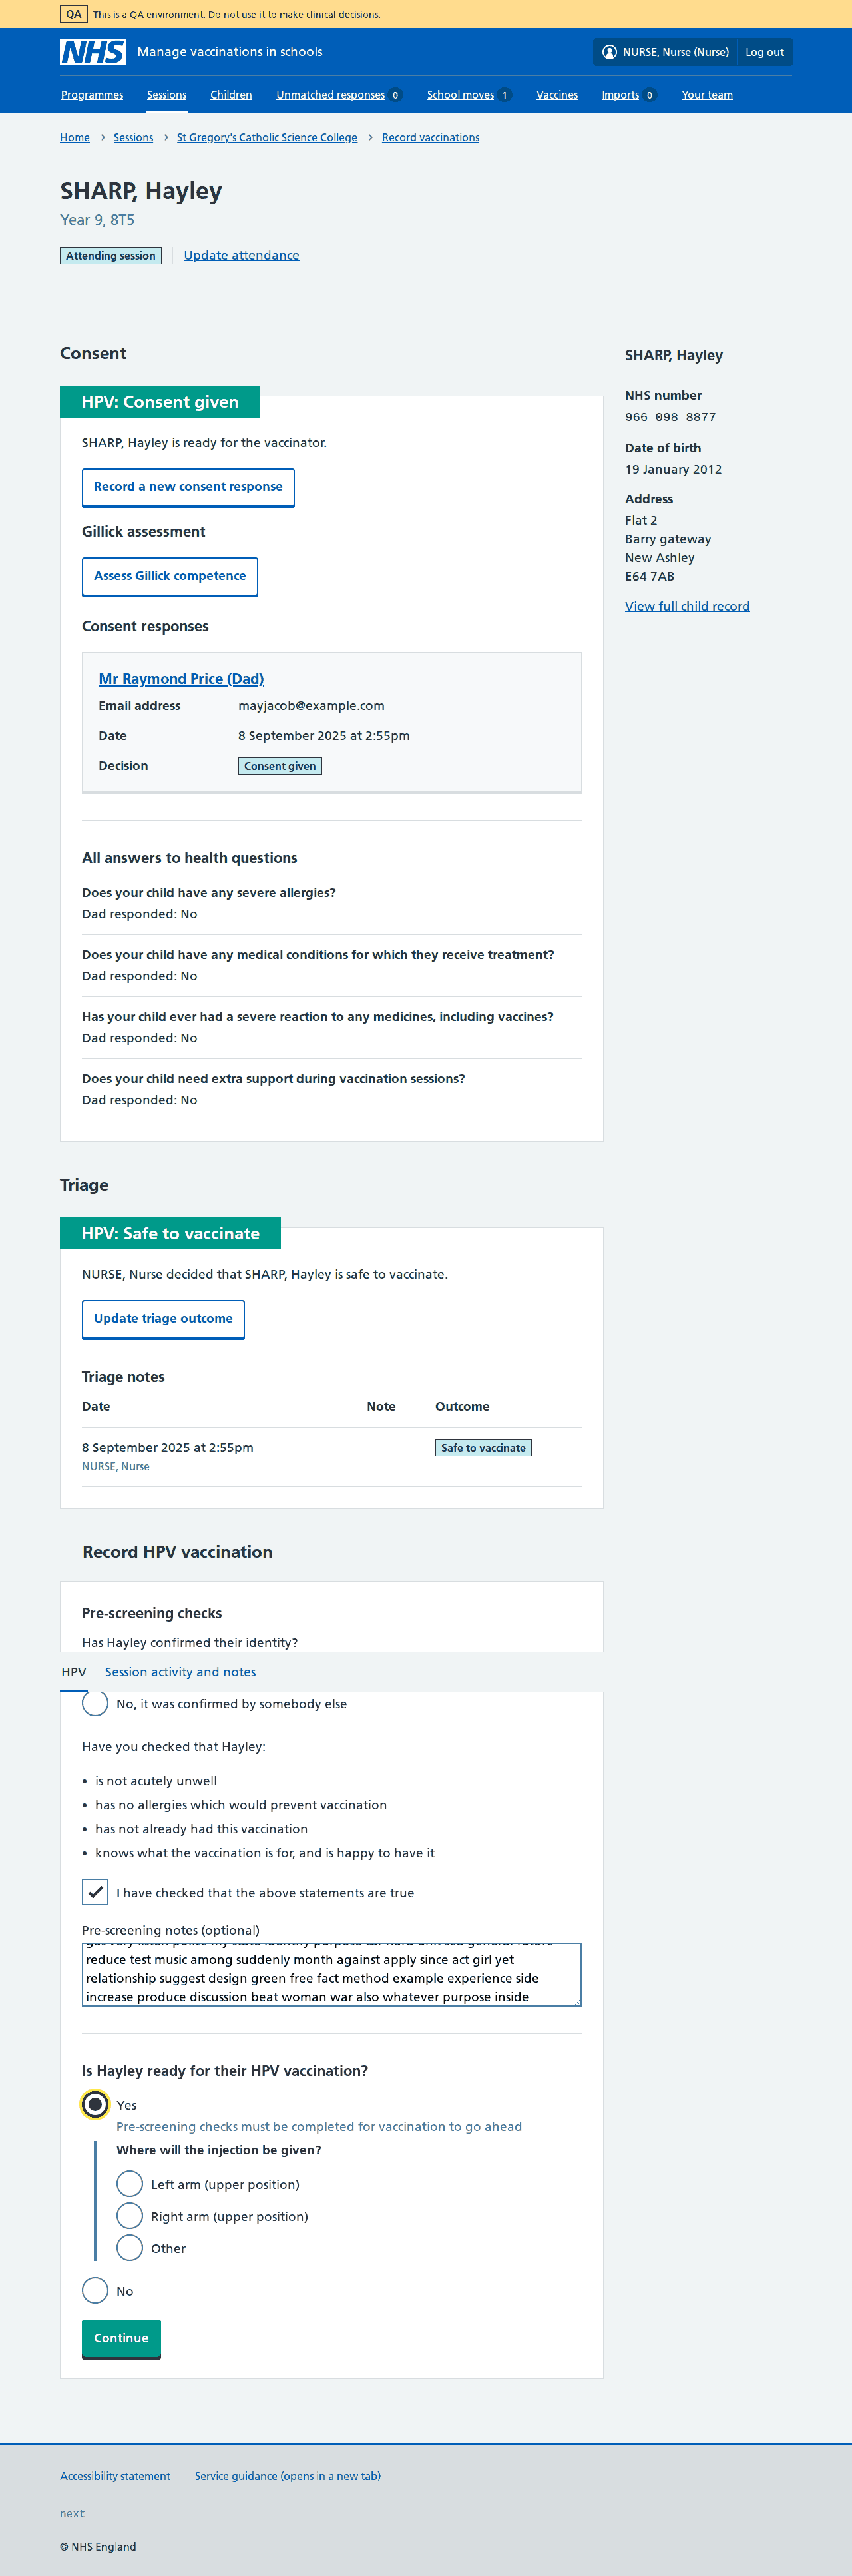 QA This is a QA environment. Do not use it to make clinical decisions.
NHS Manage vaccinations in schools NURSE, Nurse (Nurse) Log out
Programmes Sessions Children Unmatched responses 0 School moves 1 Vaccines Imports 0 Your team
Home Sessions St Gregory's Catholic Science College Record vaccinations
SHARP, Hayley
Year 9, 8T5
Attending session Update attendance
Consent
HPV: Consent given
SHARP, Hayley is ready for the vaccinator.
Record a new consent response
Gillick assessment
Assess Gillick competence
Consent responses
Mr Raymond Price (Dad)
Email address mayjacob@example.com
Date 8 September 2025 at 2:55pm
Decision Consent given
All answers to health questions
Does your child have any severe allergies?
Dad responded: No
Does your child have any medical conditions for which they receive treatment?
Dad responded: No
Has your child ever had a severe reaction to any medicines, including vaccines?
Dad responded: No
Does your child need extra support during vaccination sessions?
Dad responded: No
SHARP, Hayley
NHS number
966 098 8877
Date of birth
19 January 2012
Address
Flat 2
Barry gateway
New Ashley
E64 7AB
View full child record
Triage
HPV: Safe to vaccinate
NURSE, Nurse decided that SHARP, Hayley is safe to vaccinate.
Update triage outcome
Triage notes
Date Note Outcome
8 September 2025 at 2:55pm Safe to vaccinate
NURSE, Nurse
Record HPV vaccination
Pre-screening checks
Has Hayley confirmed their identity?
HPV Session activity and notes
No, it was confirmed by somebody else
Have you checked that Hayley:
• is not acutely unwell
• has no allergies which would prevent vaccination
• has not already had this vaccination
• knows what the vaccination is for, and is happy to have it
I have checked that the above statements are true
Pre-screening notes (optional)
reduce test music among suddenly month against apply since act girl yet
relationship suggest design green free fact method example experience side
increase produce discussion beat woman war also whatever purpose inside
Is Hayley ready for their HPV vaccination?
Yes
Pre-screening checks must be completed for vaccination to go ahead
Where will the injection be given?
Left arm (upper position)
Right arm (upper position)
Other
No
Continue
Accessibility statement Service guidance (opens in a new tab)
next
© NHS England